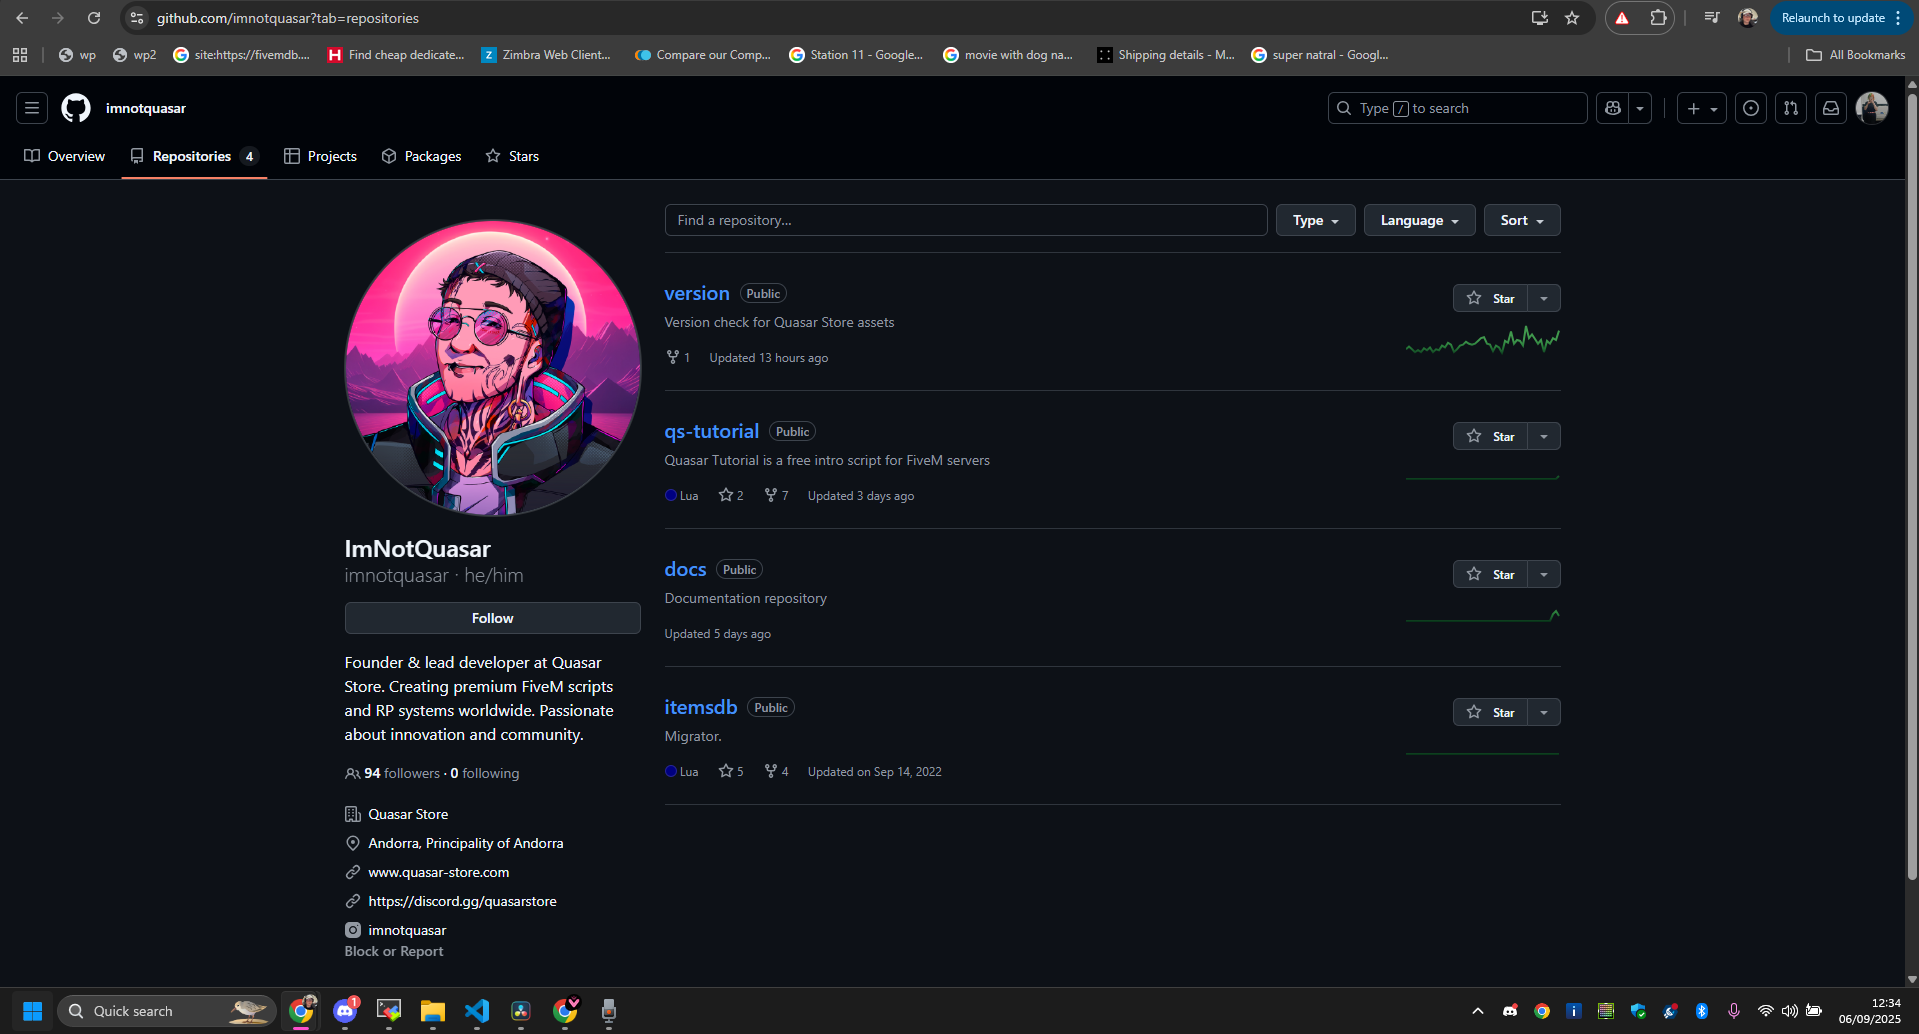 github.com/imnotquasar?tab=repositories
Relaunch to update
wp
wp2
site:https://fivemdb....
Find cheap dedicate...
Zimbra Web Client...
Compare our Comp...
Station 11 - Google...
movie with dog na...
Shipping details - M...
super natral - Googl...
All Bookmarks
imnotquasar
Type / to search
Overview
Repositories 4
Projects
Packages
Stars
Find a repository...
Type
Language
Sort
version Public
Star
Version check for Quasar Store assets
1 Updated 13 hours ago
qs-tutorial Public
Star
Quasar Tutorial is a free intro script for FiveM servers
Lua 2 7 Updated 3 days ago
docs Public
Star
Documentation repository
Updated 5 days ago
itemsdb Public
Star
Migrator.
Lua 5 4 Updated on Sep 14, 2022
ImNotQuasar
imnotquasar · he/him
Follow
Founder & lead developer at Quasar
Store. Creating premium FiveM scripts
and RP systems worldwide. Passionate
about innovation and community.
94 followers · 0 following
Quasar Store
Andorra, Principality of Andorra
www.quasar-store.com
https://discord.gg/quasarstore
imnotquasar
Block or Report
Quick search
1
12:34
06/09/2025